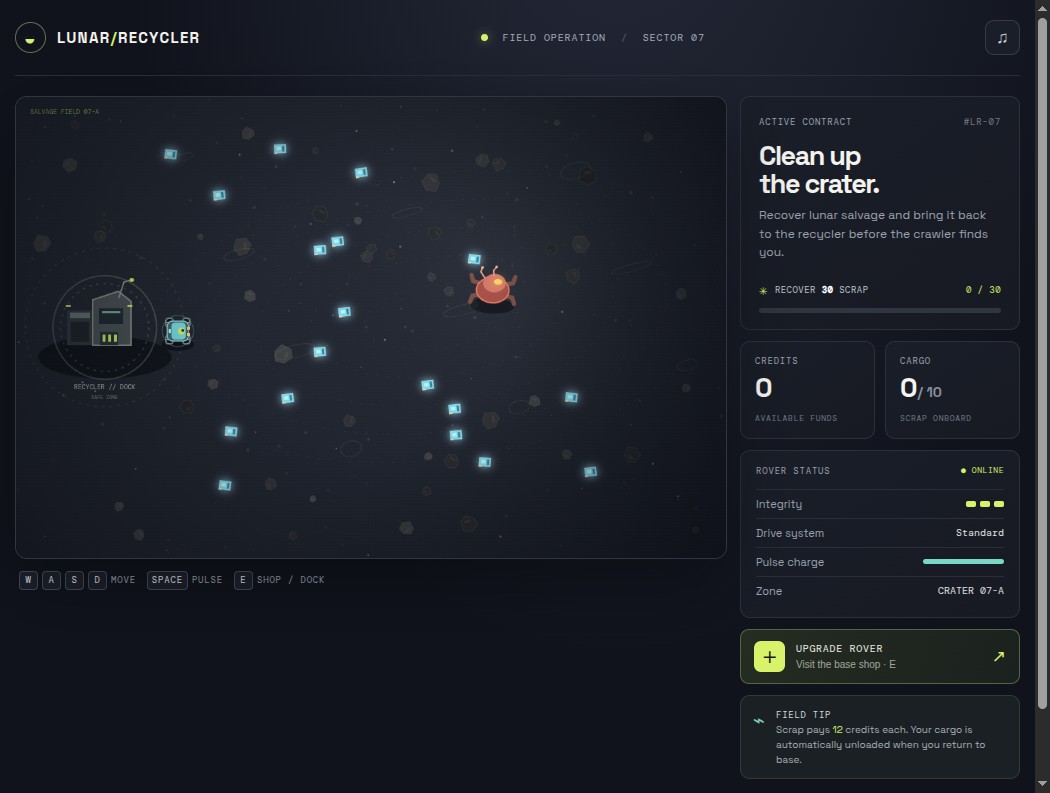 LUNAR/RECYCLER
FIELD OPERATION / SECTOR 07
SALVAGE FIELD 07-A
RECYCLER // DOCK
SAFE ZONE
W A S D MOVE SPACE PULSE E SHOP / DOCK
ACTIVE CONTRACT #LR-07
Clean up
the crater.
Recover lunar salvage and bring it back
to the recycler before the crawler finds
you.
RECOVER 30 SCRAP 0 / 30
CREDITS
0
AVAILABLE FUNDS
CARGO
0/ 10
SCRAP ONBOARD
ROVER STATUS ONLINE
Integrity
Drive system Standard
Pulse charge
Zone CRATER 07-A
UPGRADE ROVER
Visit the base shop · E
FIELD TIP
Scrap pays 12 credits each. Your cargo is
automatically unloaded when you return to
base.